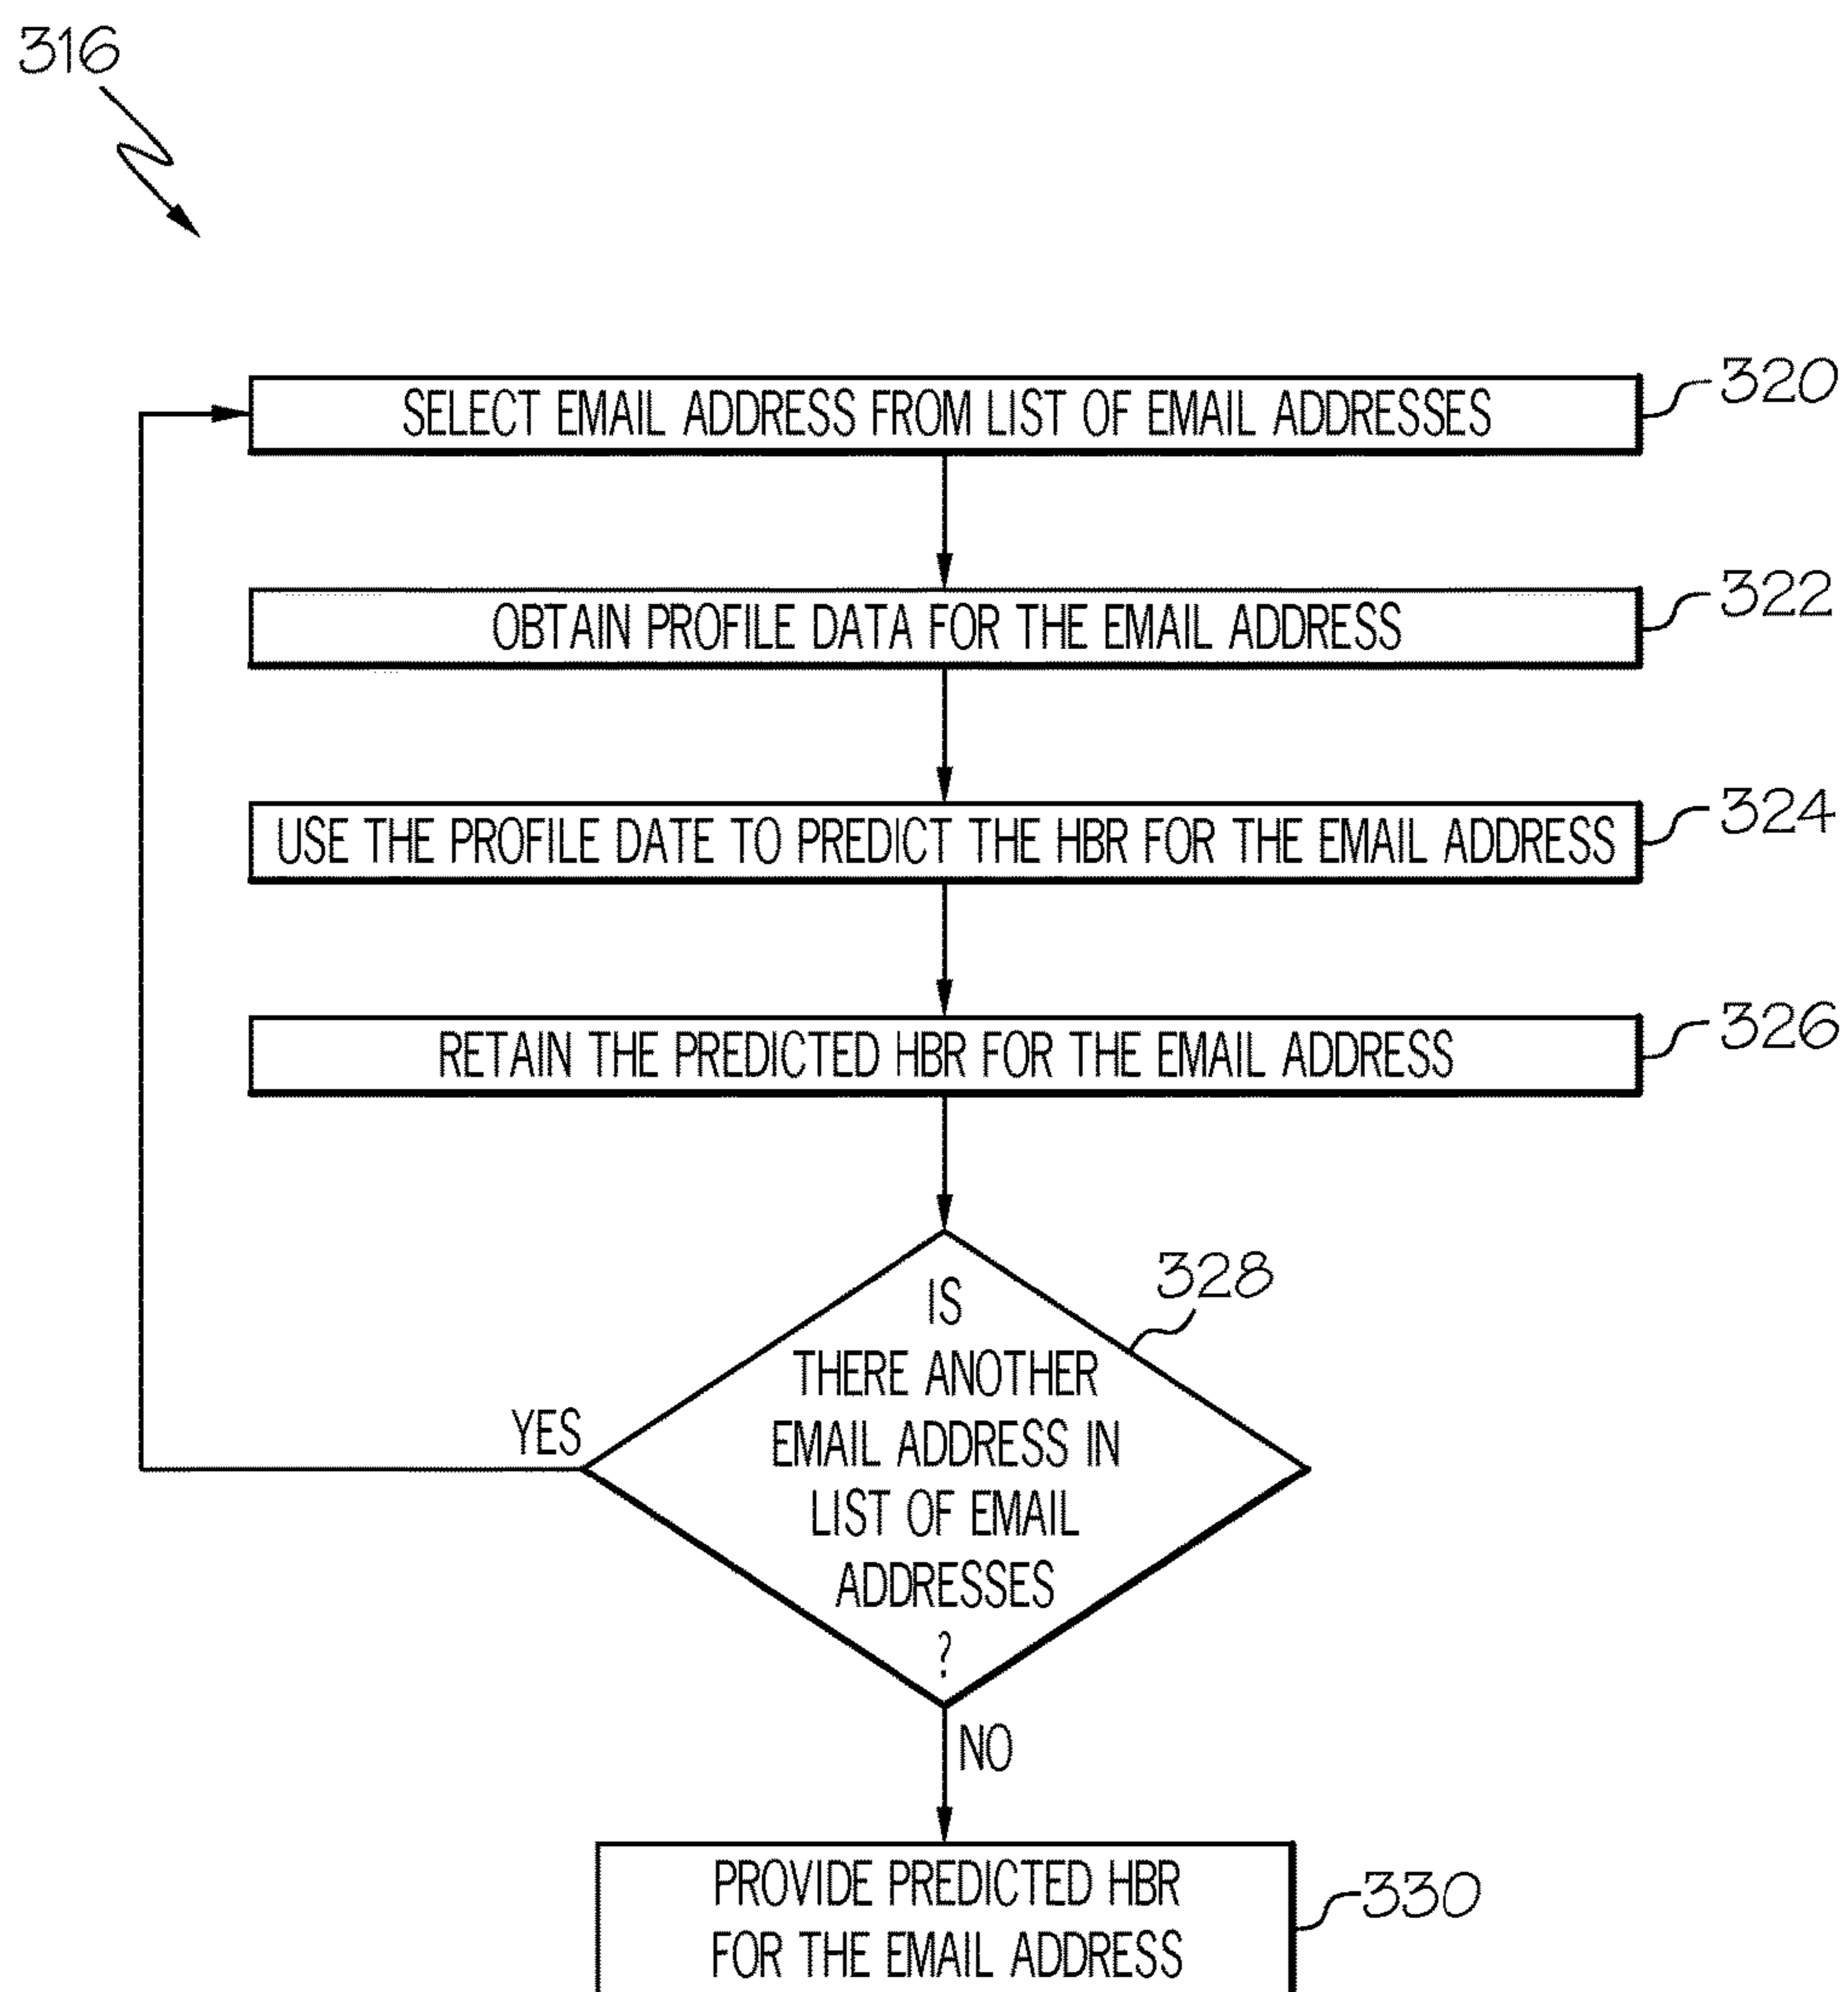 316
SELECT EMAIL ADDRESS FROM LIST OF EMAIL ADDRESSES
320
OBTAIN PROFILE DATA FOR THE EMAIL ADDRESS
322
USE THE PROFILE DATE TO PREDICT THE HBR FOR THE EMAIL ADDRESS
324
RETAIN THE PREDICTED HBR FOR THE EMAIL ADDRESS
326
IS
THERE ANOTHER
EMAIL ADDRESS IN
LIST OF EMAIL
ADDRESSES
?
328
YES
NO
PROVIDE PREDICTED HBR
FOR THE EMAIL ADDRESS
330